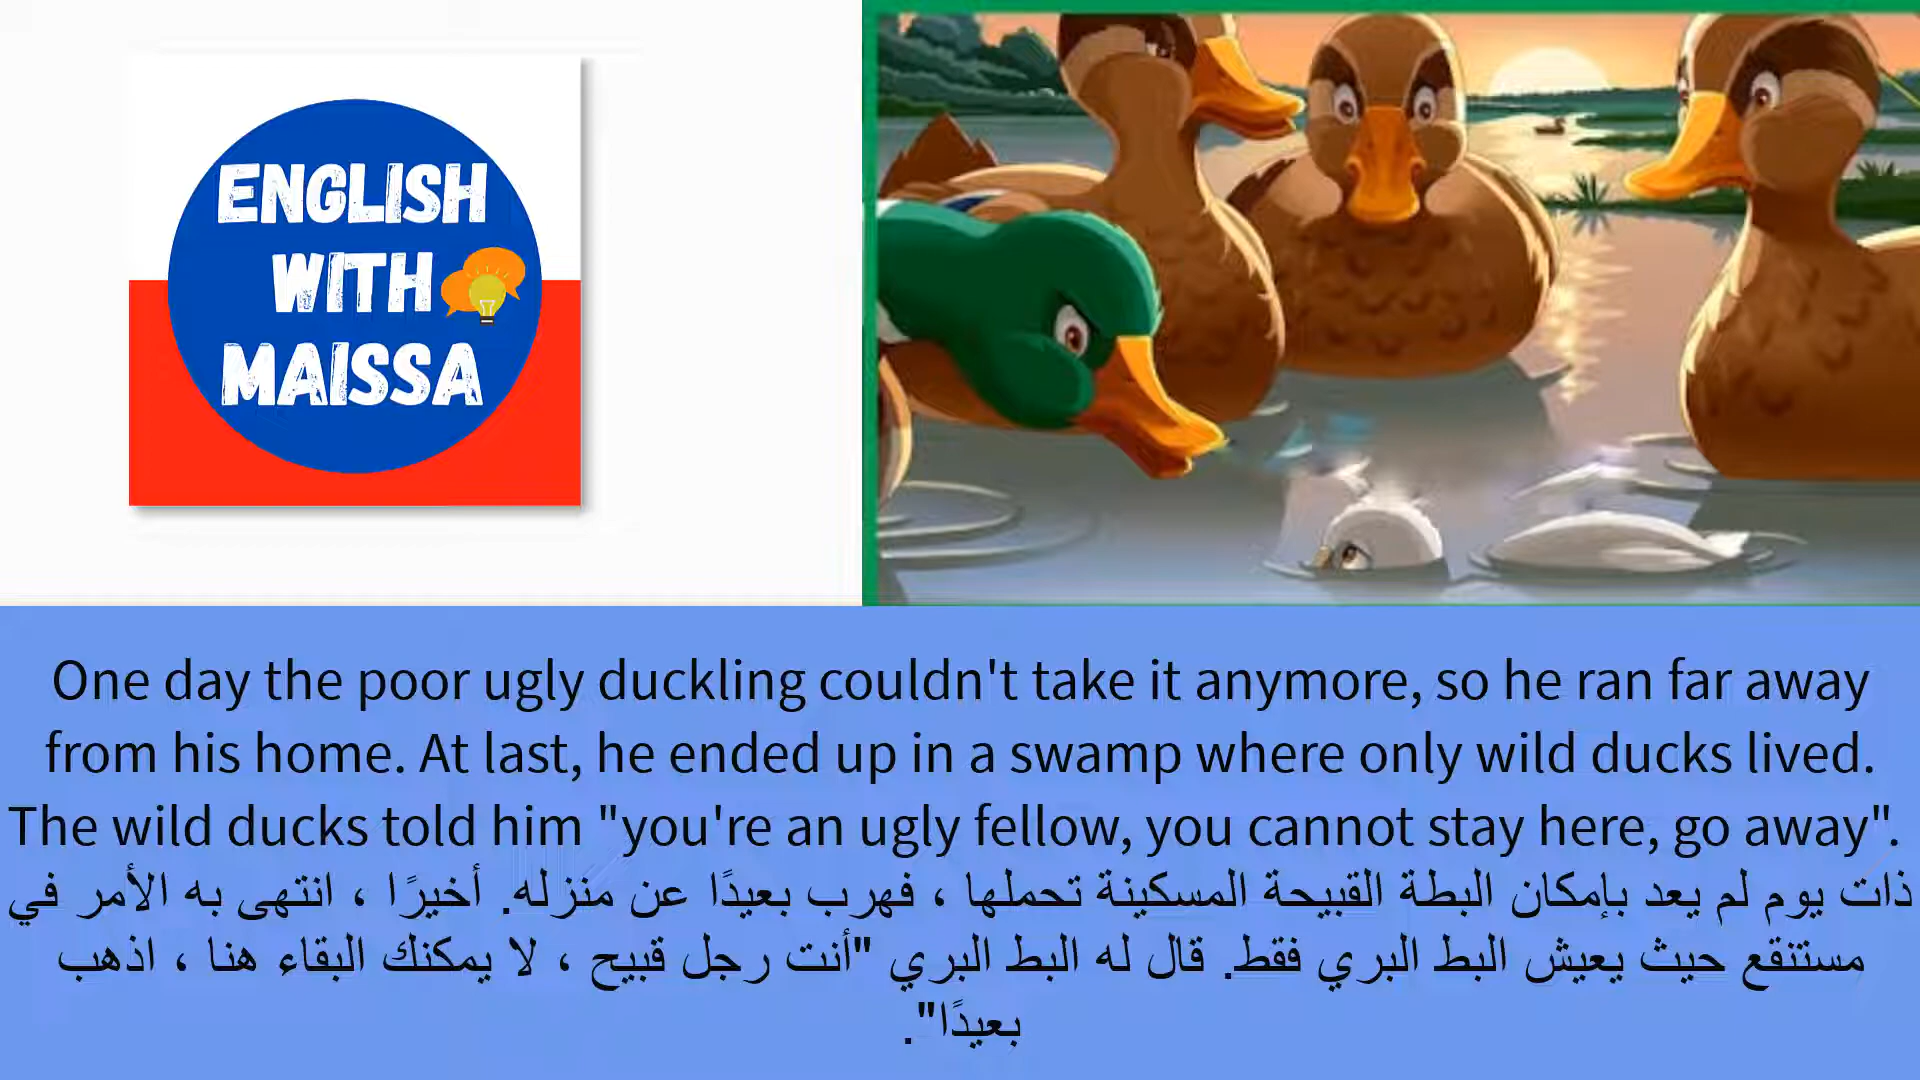 ENGLISH
WITH
MAISSA
One day the poor ugly duckling couldn't take it anymore, so he ran far away
from his home. At last, he ended up in a swamp where only wild ducks lived.
The wild ducks told him "you're an ugly fellow, you cannot stay here, go away".
ذات يوم لم يعد بإمكان البطة القبيحة المسكينة تحملها ، فهرب بعيدًا عن منزله. أخيرًا ، انتهى به الأمر في
مستنقع حيث يعيش البط البري فقط. قال له البط البري "أنت رجل قبيح ، لا يمكنك البقاء هنا ، اذهب
بعيدًا".